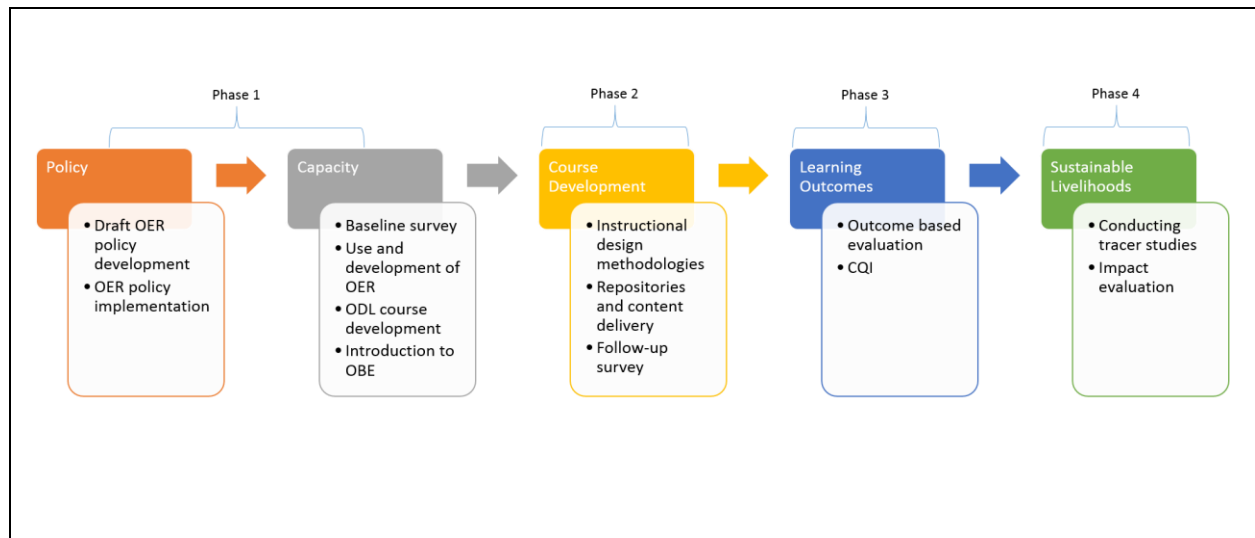 Phase 1
Phase 2
Phase 3
Phase 4
Policy
• Draft OER
policy
development
• OER policy
implementation
Capacity
• Baseline survey
• Use and
development of
OER
• ODL course
development
• Introduction to
OBE
Course
Development
• Instructional
design
methodologies
• Repositories
and content
delivery
• Follow-up
survey
Learning
Outcomes
• Outcome based
evaluation
• CQI
Sustainable
Livelihoods
• Conducting
tracer studies
• Impact
evaluation